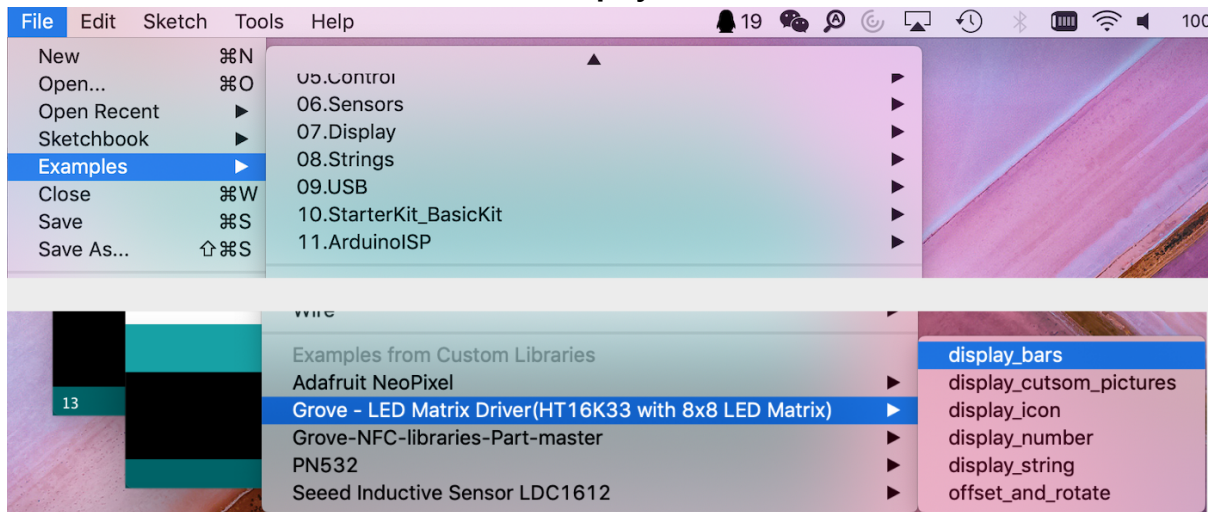 File Edit Sketch Tools Help 19 100
New ⌘N
Open... ⌘O
Open Recent
Sketchbook
Examples
Close ⌘W
Save ⌘S
Save As... ⇧⌘S
05.Control
06.Sensors
07.Display
08.Strings
09.USB
10.StarterKit_BasicKit
11.ArduinoISP
13
Wire
Examples from Custom Libraries
Adafruit NeoPixel
Grove - LED Matrix Driver(HT16K33 with 8x8 LED Matrix)
Grove-NFC-libraries-Part-master
PN532
Seeed Inductive Sensor LDC1612
display_bars
display_cutsom_pictures
display_icon
display_number
display_string
offset_and_rotate